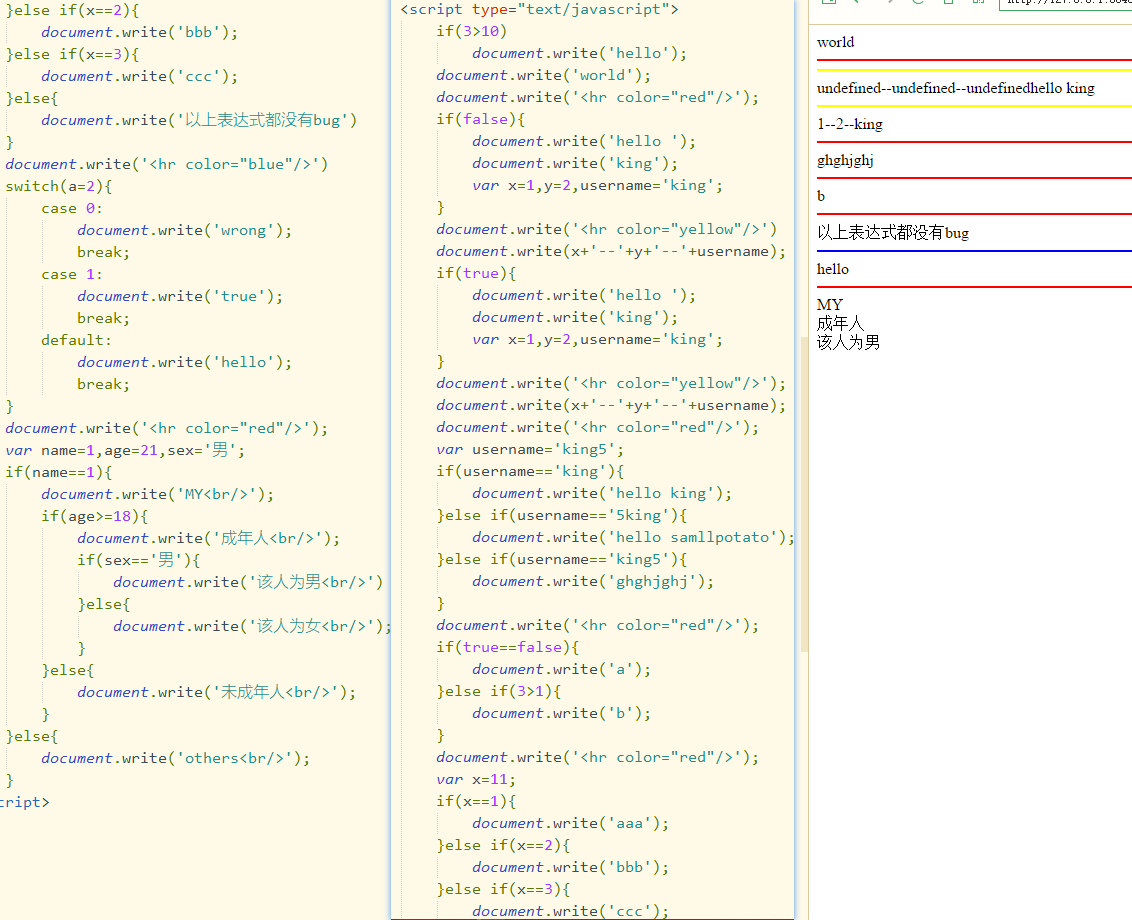 }else if(x==2){
document.write('bbb');
}else if(x==3){
document.write('ccc');
}else{
document.write('以上表达式都没有bug')
}
document.write('<hr color="blue"/>')
switch(a=2){
case 0:
document.write('wrong');
break;
case 1:
document.write('true');
break;
default:
document.write('hello');
break;
}
document.write('<hr color="red"/>');
var name=1,age=21,sex='男';
if(name==1){
document.write('MY<br/>');
if(age>=18){
document.write('成年人<br/>');
if(sex=='男'){
document.write('该人为男<br/>')
}else{
document.write('该人为女<br/>');
}
}else{
document.write('未成年人<br/>');
}
}else{
document.write('others<br/>');
}
cript>
<script type="text/javascript">
if(3>10)
document.write('hello');
document.write('world');
document.write('<hr color="red"/>');
if(false){
document.write('hello ');
document.write('king');
var x=1,y=2,username='king';
}
document.write('<hr color="yellow"/>')
document.write(x+'--'+y+'--'+username);
if(true){
document.write('hello ');
document.write('king');
var x=1,y=2,username='king';
}
document.write('<hr color="yellow"/>');
document.write(x+'--'+y+'--'+username);
document.write('<hr color="red"/>');
var username='king5';
if(username=='king'){
document.write('hello king');
}else if(username=='5king'){
document.write('hello samllpotato');
}else if(username=='king5'){
document.write('ghghjghj');
}
document.write('<hr color="red"/>');
if(true==false){
document.write('a');
}else if(3>1){
document.write('b');
}
document.write('<hr color="red"/>');
var x=11;
if(x==1){
document.write('aaa');
}else if(x==2){
document.write('bbb');
}else if(x==3){
document.write('ccc');
world
undefined--undefined--undefinedhello king
1--2--king
ghghjghj
b
以上表达式都没有bug
hello
MY
成年人
该人为男